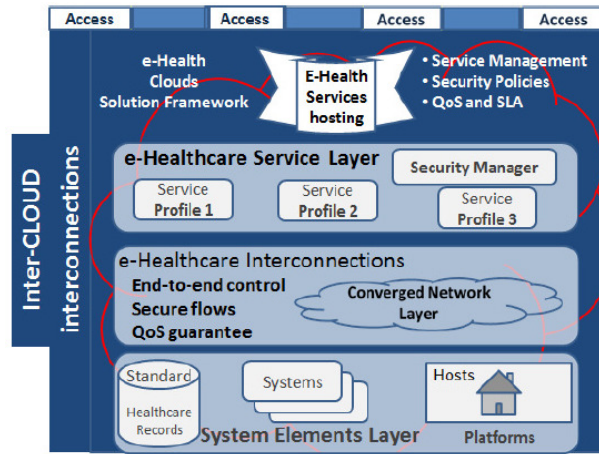 Access
Access
Access
Access
e-Health
Clouds
Solution Framework
E-Health
Services
hosting
• Service Management
• Security Policies
• QoS and SLA
Inter-CLOUD
interconnections
e-Healthcare Service Layer
Security Manager
Service
Profile 1
Service
Profile 2
Service
Profile 3
e-Healthcare Interconnections
End-to-end control
Secure flows
QoS guarantee
Converged Network
Layer
Standard
Healthcare
Records
Systems
Hosts
System Elements Layer
Platforms